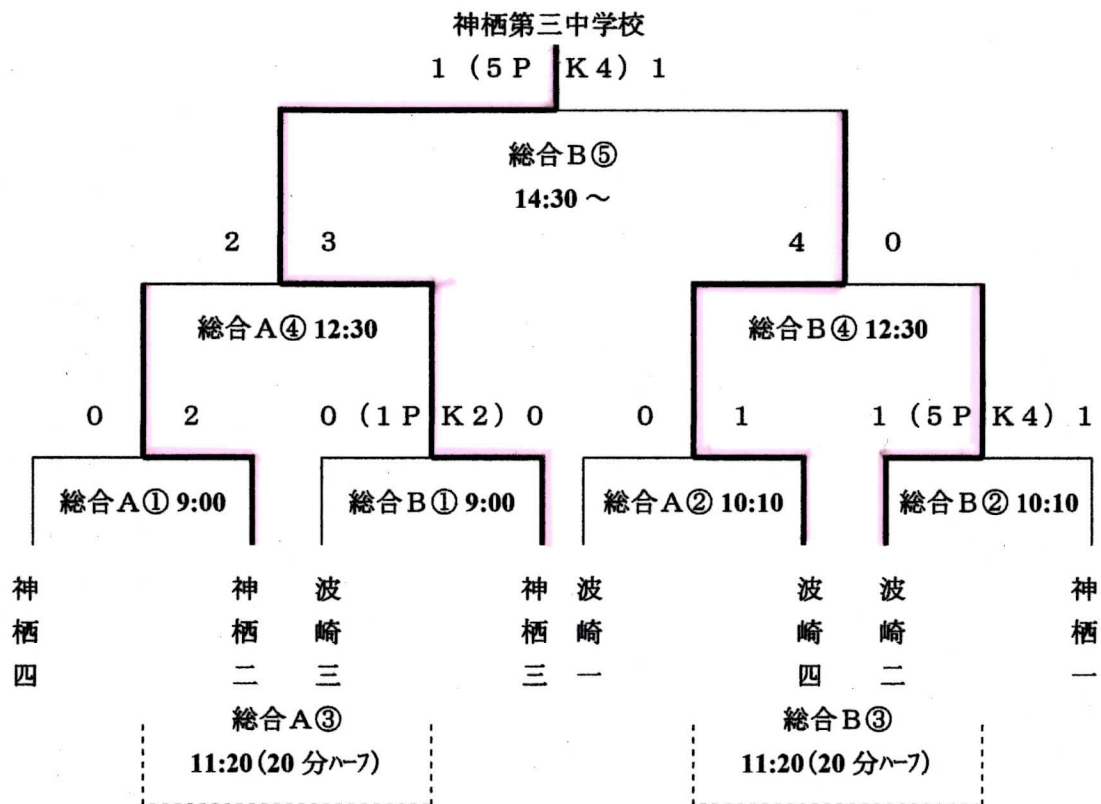 神栖第三中学校
1(5PK4)1
総合B⑤
14:30～
2 3 4 0
総合A④ 12:30 総合B④ 12:30
0 2 0(1PK2)0 0 1 1(5PK4)1
総合A① 9:00 総合B① 9:00 総合A② 10:10 総合B② 10:10
神栖四 神栖二 波崎三 神栖三 波崎一 波崎四 波崎二 神栖一
総合A③ 総合B③
11:20(20分ﾊｰﾌ) 11:20(20分ﾊｰﾌ)